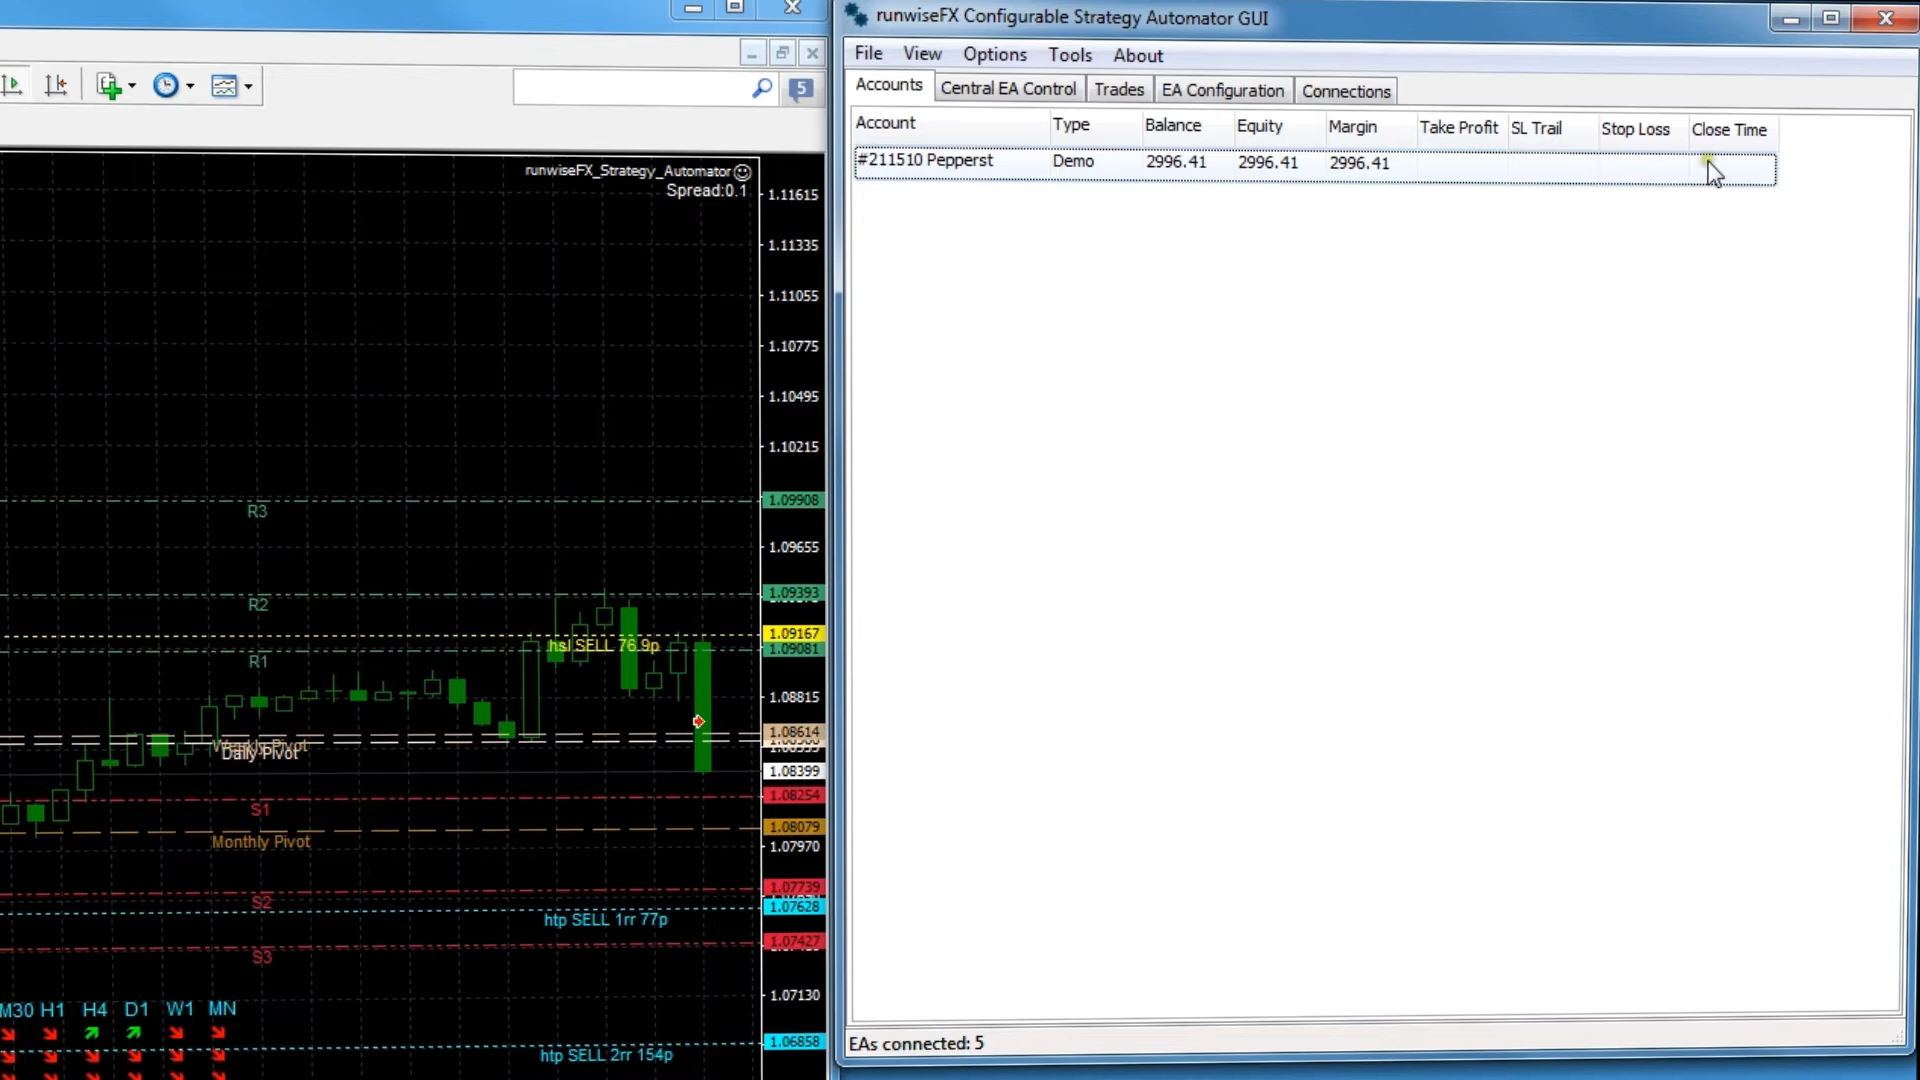 runwiseFX Configurable Strategy Automator GUI
File View Options Tools About
Accounts Central EA Control Trades EA Configuration Connections
Account Type Balance Equity Margin Take Profit SL Trail Stop Loss Close Time
#211510 Pepperst Demo 2996.41 2996.41 2996.41
EAs connected: 5
5
runwiseFX_Strategy_Automator
Spread:0.1
1.11615
1.11335
1.11055
1.10775
1.10495
1.10215
R3 1.09908
1.09655
R2 1.09393
1.09167
hsl SELL 76.9p
1.09081
R1
1.08815
1.08614
Daily Pivot
1.08399
1.08254
S1
1.08079
Monthly Pivot
1.07970
1.07739
S2
1.07628
htp SELL 1rr 77p
1.07427
S3
1.07130
M30 H1 H4 D1 W1 MN
1.06858
htp SELL 2rr 154p